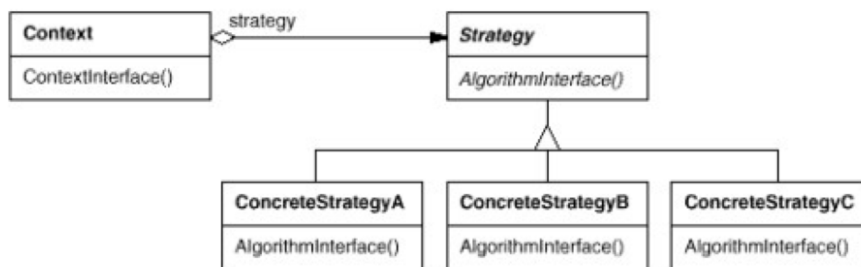 strategy
Context
Strategy
ContextInterface()
AlgorithmInterface()
ConcreteStrategyA
ConcreteStrategyB
ConcreteStrategyC
AlgorithmInterface()
AlgorithmInterface()
AlgorithmInterface()